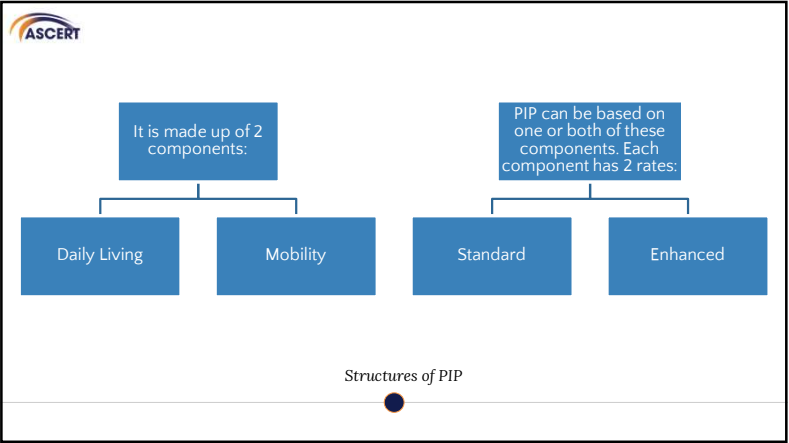 ASCERT
It is made up of 2
components:
PIP can be based on
one or both of these
components. Each
component has 2 rates:
Daily Living
Mobility
Standard
Enhanced
Structures of PIP